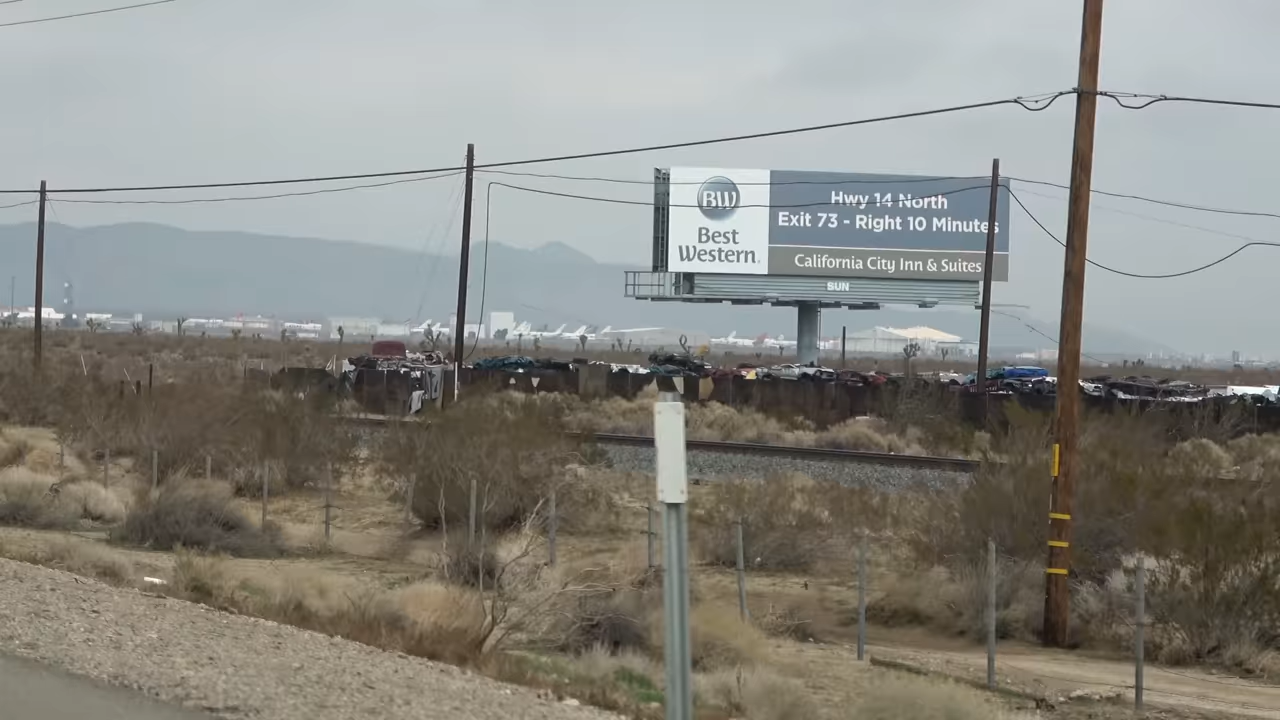 BW
Best
Western.
Hwy 14 North
Exit 73 - Right 10 Minutes
California City Inn & Suites
SUN